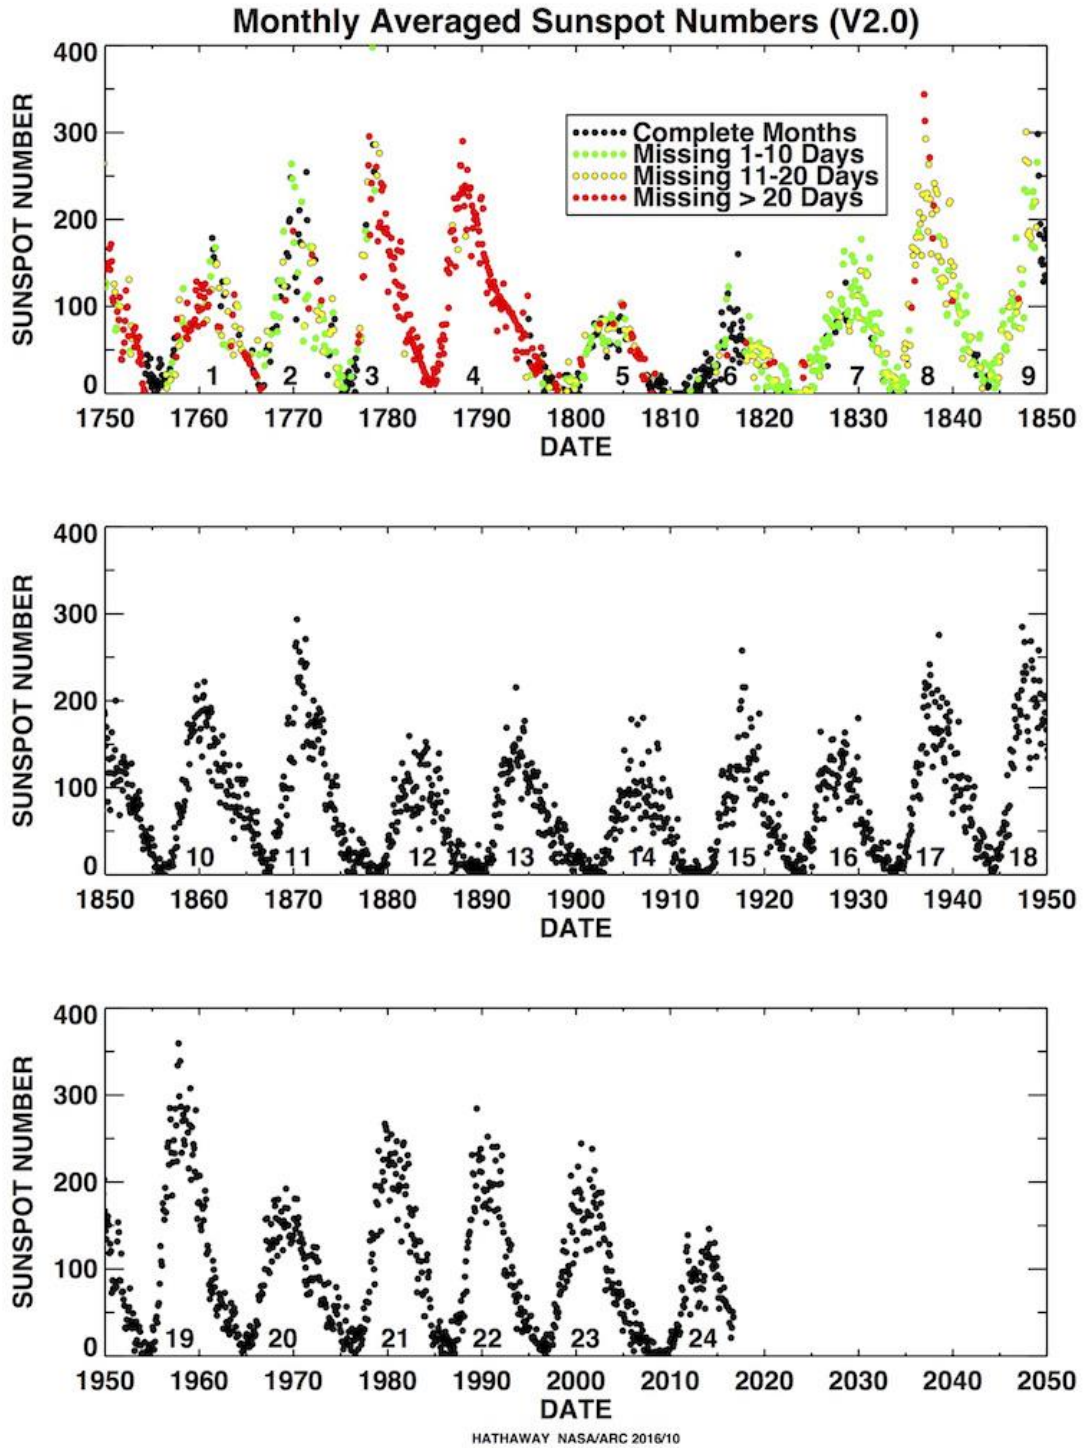 Monthly Averaged Sunspot Numbers (V2.0)
400
300
200
100
0
SUNSPOT NUMBER
Complete Months
Missing 1-10 Days
Missing 11-20 Days
Missing > 20 Days
1 2 3 4 5 6 7 8 9
1750 1760 1770 1780 1790 1800 1810 1820 1830 1840 1850
DATE
400
300
200
100
0
SUNSPOT NUMBER
10 11 12 13 14 15 16 17 18
1850 1860 1870 1880 1890 1900 1910 1920 1930 1940 1950
DATE
400
300
200
100
0
SUNSPOT NUMBER
19 20 21 22 23 24
1950 1960 1970 1980 1990 2000 2010 2020 2030 2040 2050
DATE
HATHAWAY NASA/ARC 2016/10